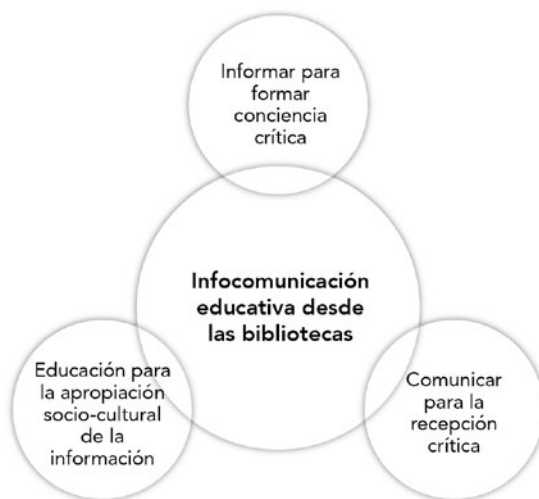 Informar para
formar
conciencia
crítica
Infocomunicación
educativa desde
las bibliotecas
Educación para
la apropiación
socio-cultural
de la
información
Comunicar
para la
recepción
crítica